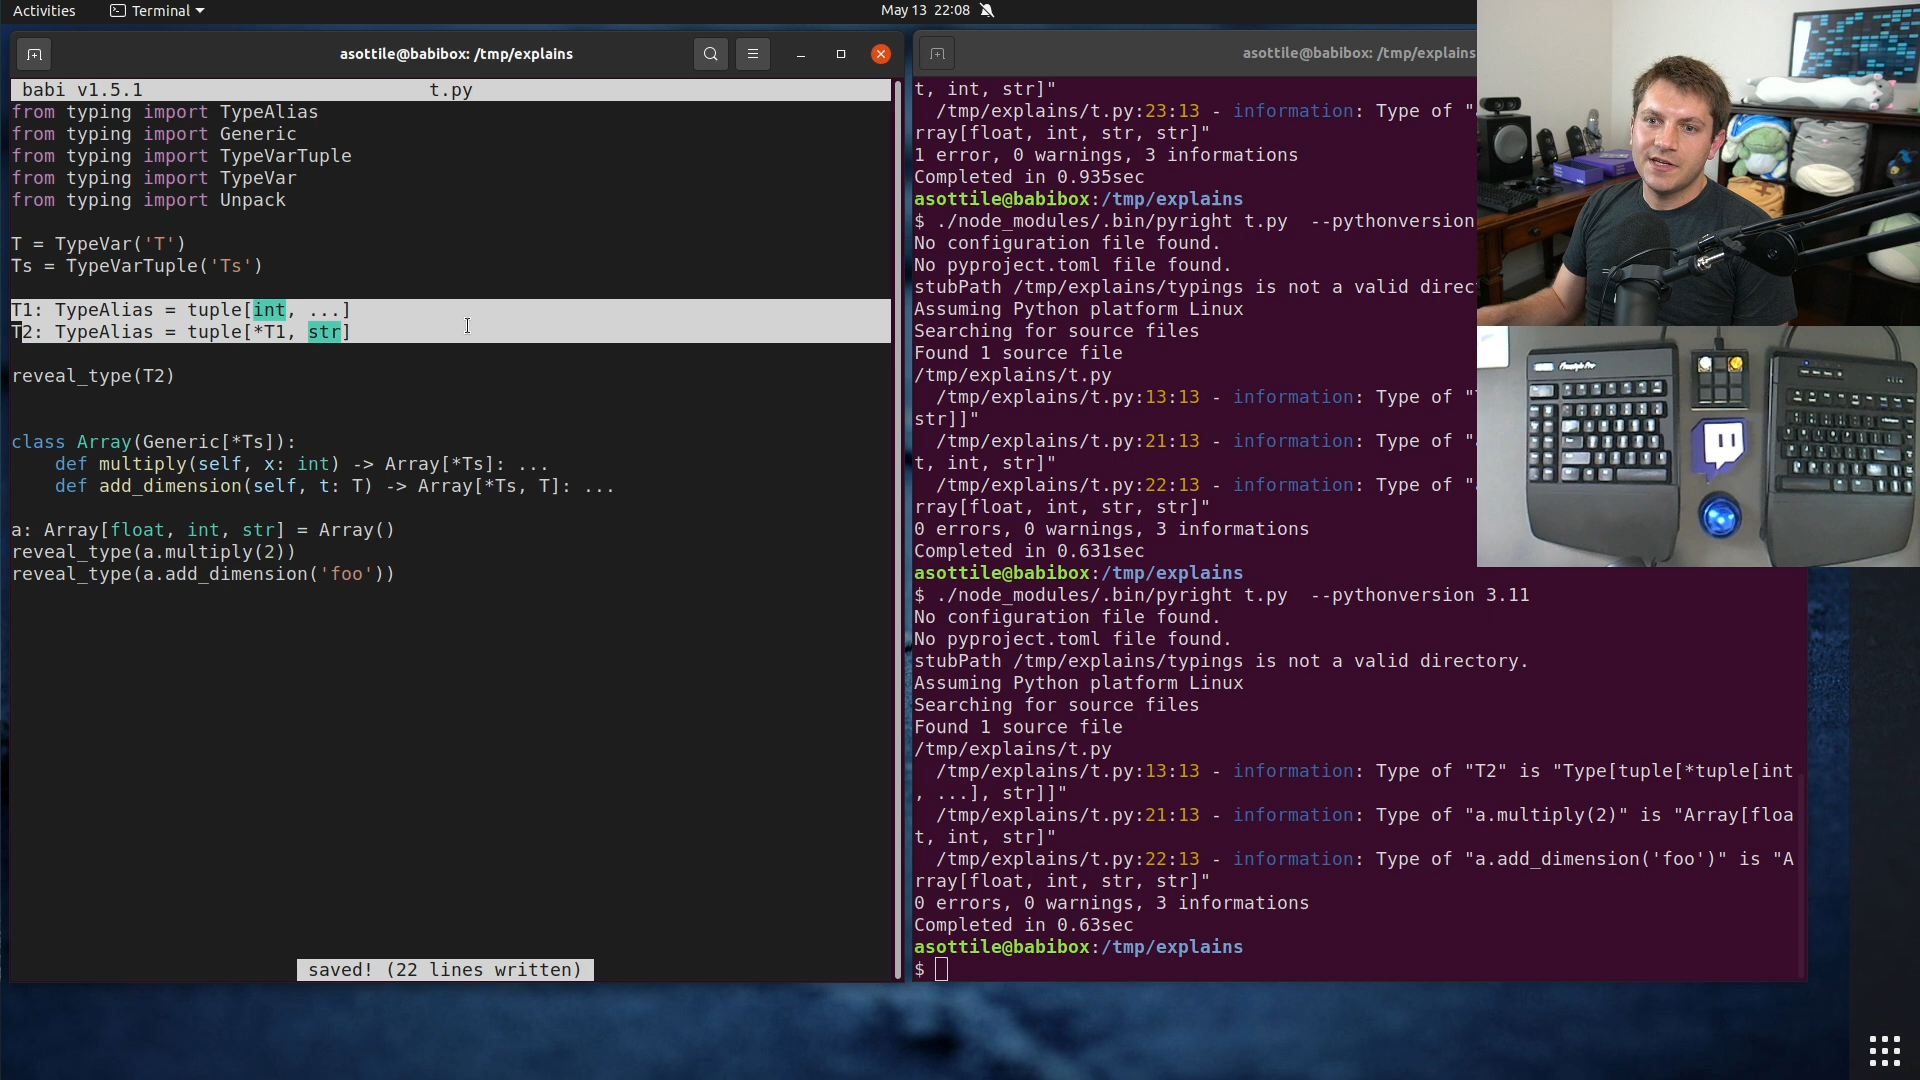 Activities
Terminal
May 13 22:08
asottile@babibox: /tmp/explains
babi v1.5.1 t.py
from typing import TypeAlias
from typing import Generic
from typing import TypeVarTuple
from typing import TypeVar
from typing import Unpack
T = TypeVar('T')
Ts = TypeVarTuple('Ts')
T1: TypeAlias = tuple[int, ...]
T2: TypeAlias = tuple[*T1, str]
reveal_type(T2)
class Array(Generic[*Ts]):
    def multiply(self, x: int) -> Array[*Ts]: ...
    def add_dimension(self, t: T) -> Array[*Ts, T]: ...
a: Array[float, int, str] = Array()
reveal_type(a.multiply(2))
reveal_type(a.add_dimension('foo'))
saved! (22 lines written)
asottile@babibox: /tmp/explains
t, int, str]"
  /tmp/explains/t.py:23:13 - information: Type of "
rray[float, int, str, str]"
1 error, 0 warnings, 3 informations
Completed in 0.935sec
asottile@babibox:/tmp/explains
$ ./node_modules/.bin/pyright t.py  --pythonversion
No configuration file found.
No pyproject.toml file found.
stubPath /tmp/explains/typings is not a valid direc
Assuming Python platform Linux
Searching for source files
Found 1 source file
/tmp/explains/t.py
  /tmp/explains/t.py:13:13 - information: Type of "
str]]"
  /tmp/explains/t.py:21:13 - information: Type of "
t, int, str]"
  /tmp/explains/t.py:22:13 - information: Type of "
rray[float, int, str, str]"
0 errors, 0 warnings, 3 informations
Completed in 0.631sec
asottile@babibox:/tmp/explains
$ ./node_modules/.bin/pyright t.py  --pythonversion 3.11
No configuration file found.
No pyproject.toml file found.
stubPath /tmp/explains/typings is not a valid directory.
Assuming Python platform Linux
Searching for source files
Found 1 source file
/tmp/explains/t.py
  /tmp/explains/t.py:13:13 - information: Type of "T2" is "Type[tuple[*tuple[int
, ...], str]]"
  /tmp/explains/t.py:21:13 - information: Type of "a.multiply(2)" is "Array[floa
t, int, str]"
  /tmp/explains/t.py:22:13 - information: Type of "a.add_dimension('foo')" is "A
rray[float, int, str, str]"
0 errors, 0 warnings, 3 informations
Completed in 0.63sec
asottile@babibox:/tmp/explains
$
Freestyle Pro